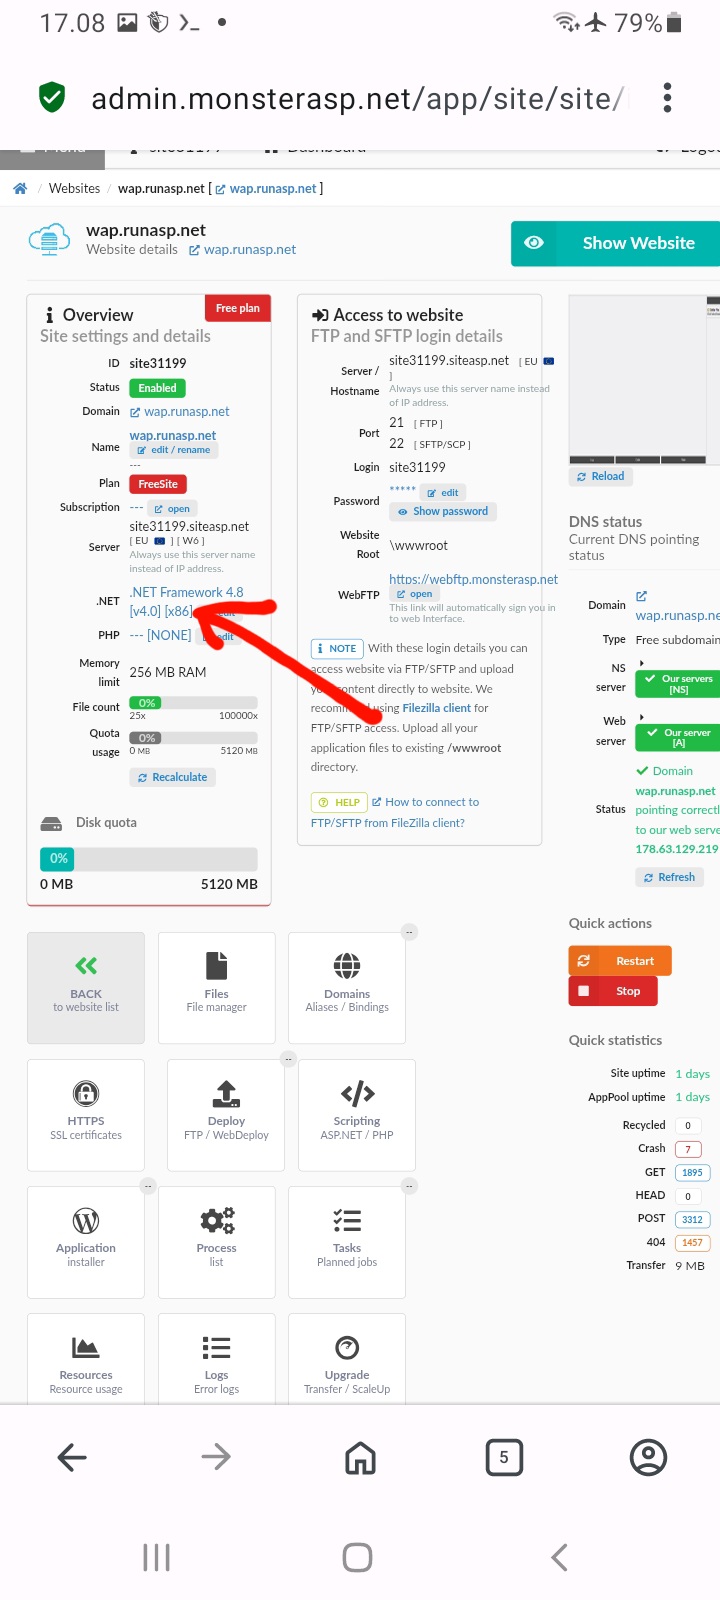 17.08
79%
admin.monsterasp.net/app/site/site/
Websites / wap.runasp.net [ wap.runasp.net ]
wap.runasp.net
Website details wap.runasp.net
Show Website
Overview
Free plan
Site settings and details
ID site31199
Status Enabled
Domain wap.runasp.net
Name wap.runasp.net
edit / rename
---
Plan FreeSite
Subscription --- open
Server site31199.siteasp.net
[ EU ] [ W6 ]
Always use this server name
instead of IP address.
.NET .NET Framework 4.8
[v4.0] [x86]
PHP --- [NONE] edit
Memory limit 256 MB RAM
File count 0%
25x 100000x
Quota usage 0%
0 MB 5120 MB
Recalculate
Disk quota
0%
0 MB 5120 MB
Access to website
FTP and SFTP login details
Server / Hostname site31199.siteasp.net [ EU ]
Always use this server name instead
of IP address.
Port 21 [ FTP ]
22 [ SFTP/SCP ]
Login site31199
Password ***** edit
Show password
Website Root \wwwroot
WebFTP https://webftp.monsterasp.net
open
This link will automatically sign you in
to web Interface.
NOTE With these login details you can
access website via FTP/SFTP and upload
your content directly to website. We
recommend using Filezilla client for
FTP/SFTP access. Upload all your
application files to existing /wwwroot
directory.
HELP How to connect to
FTP/SFTP from FileZilla client?
Reload
DNS status
Current DNS pointing
status
Domain
wap.runasp.ne
Type Free subdomain
NS server Our servers
[NS]
Web server Our server
[A]
Status Domain
wap.runasp.net
pointing correctl
to our web serve
178.63.129.219
Refresh
BACK
to website list
Files
File manager
--
Domains
Aliases / Bindings
HTTPS
SSL certificates
--
Deploy
FTP / WebDeploy
Scripting
ASP.NET / PHP
--
Application
installer
Process
list
--
Tasks
Planned jobs
Resources
Resource usage
Logs
Error logs
Upgrade
Transfer / ScaleUp
Quick actions
Restart
Stop
Quick statistics
Site uptime 1 days
AppPool uptime 1 days
Recycled 0
Crash 7
GET 1895
HEAD 0
POST 3312
404 1457
Transfer 9 MB
5